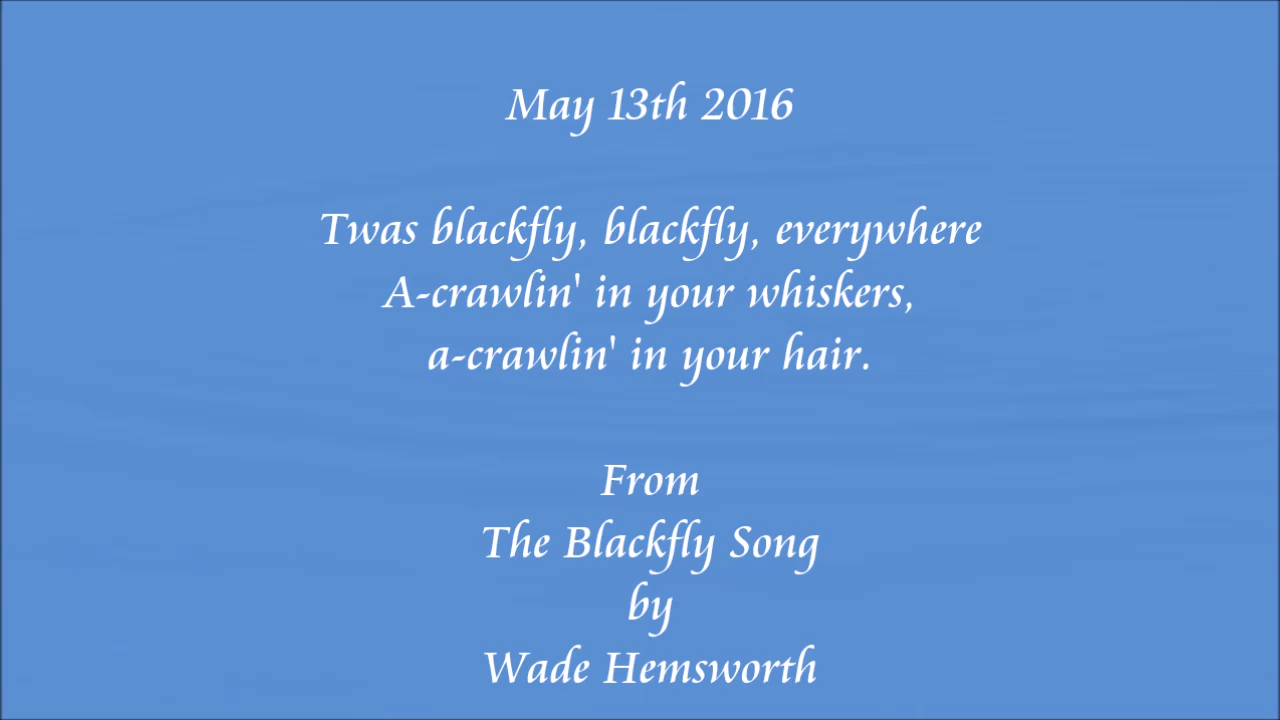 May 13th 2016
Twas blackfly, blackfly, everywhere
A-crawlin' in your whiskers,
a-crawlin' in your hair.
From
The Blackfly Song
by
Wade Hemsworth